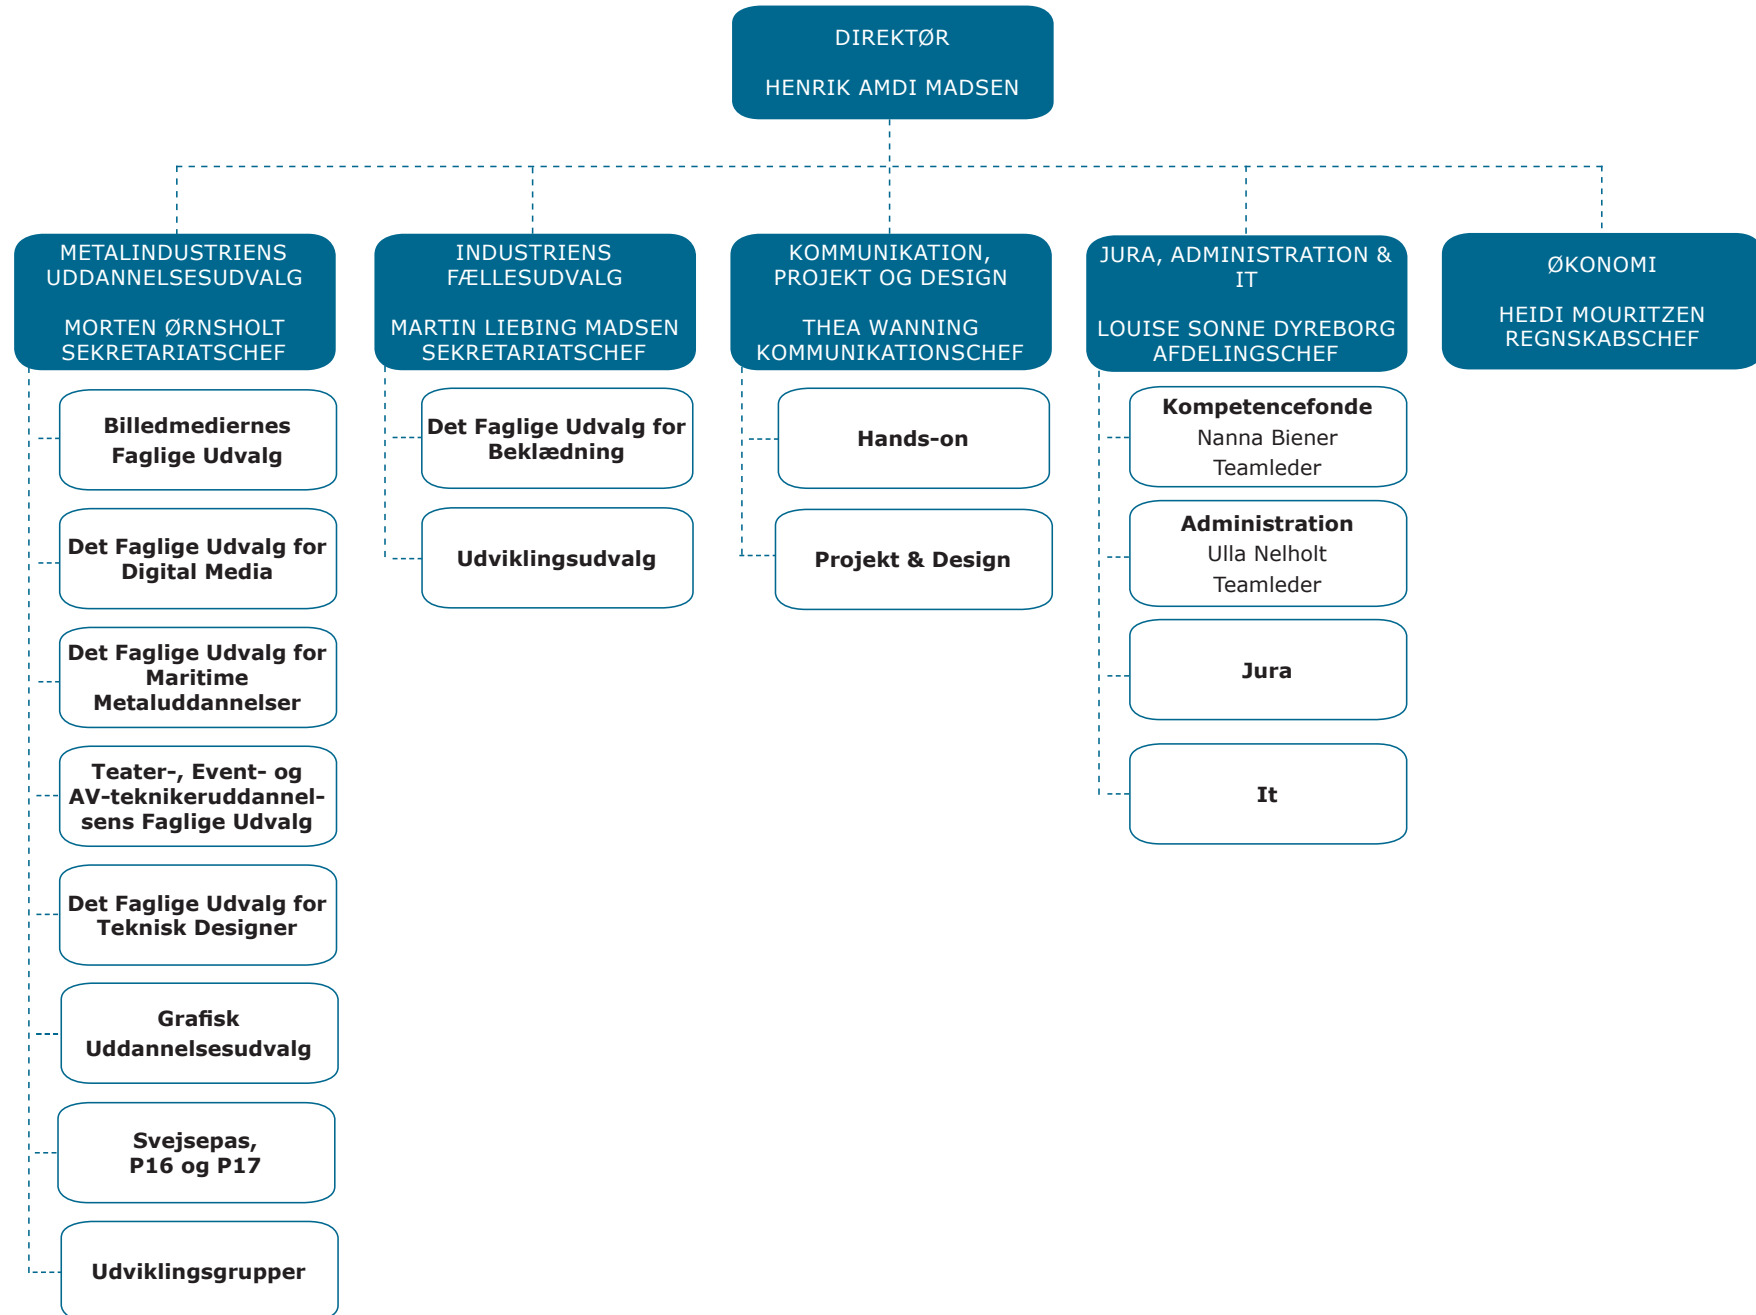 DIREKTØR
HENRIK AMDI MADSEN
METALINDUSTRIENS
UDDANNELSESUDVALG
MORTEN ØRNSHOLT
SEKRETARIATSCHEF
Billedmediernes
Faglige Udvalg
Det Faglige Udvalg for
Digital Media
Det Faglige Udvalg for
Maritime
Metaluddannelser
Teater-, Event- og
AV-teknikeruddannel-
sens Faglige Udvalg
Det Faglige Udvalg for
Teknisk Designer
Grafisk
Uddannelsesudvalg
Svejsepas,
P16 og P17
Udviklingsgrupper
INDUSTRIENS
FÆLLESUDVALG
MARTIN LIEBING MADSEN
SEKRETARIATSCHEF
Det Faglige Udvalg for
Beklædning
Udviklingsudvalg
KOMMUNIKATION,
PROJEKT OG DESIGN
THEA WANNING
KOMMUNIKATIONSCHEF
Hands-on
Projekt & Design
JURA, ADMINISTRATION &
IT
LOUISE SONNE DYREBORG
AFDELINGSCHEF
Kompetencefonde
Nanna Biener
Teamleder
Administration
Ulla Nelholt
Teamleder
Jura
It
ØKONOMI
HEIDI MOURITZEN
REGNSKABSCHEF